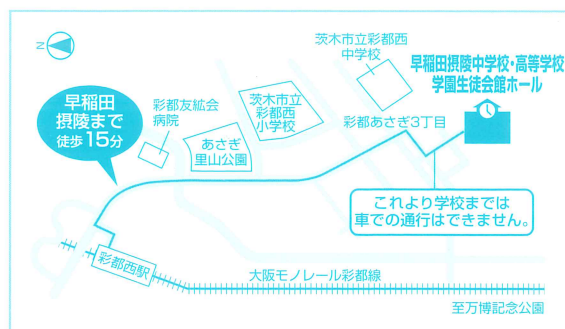 N
茨木市立彩都西
中学校
早稲田摂陵中学校・高等学校
学園生徒会館ホール
早稲田
摂陵まで
徒歩15分
彩都友紘会
病院
茨木市立
彩都西
小学校
あさぎ
里山公園
彩都あさぎ3丁目
これより学校までは
車での通行はできません。
彩都西駅
大阪モノレール彩都線
至万博記念公園